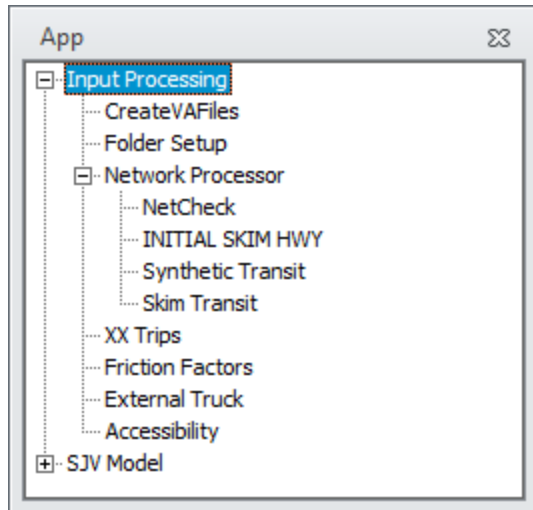 App
Input Processing
CreateVAFiles
Folder Setup
Network Processor
NetCheck
INITIAL SKIM HWY
Synthetic Transit
Skim Transit
XX Trips
Friction Factors
External Truck
Accessibility
SJV Model